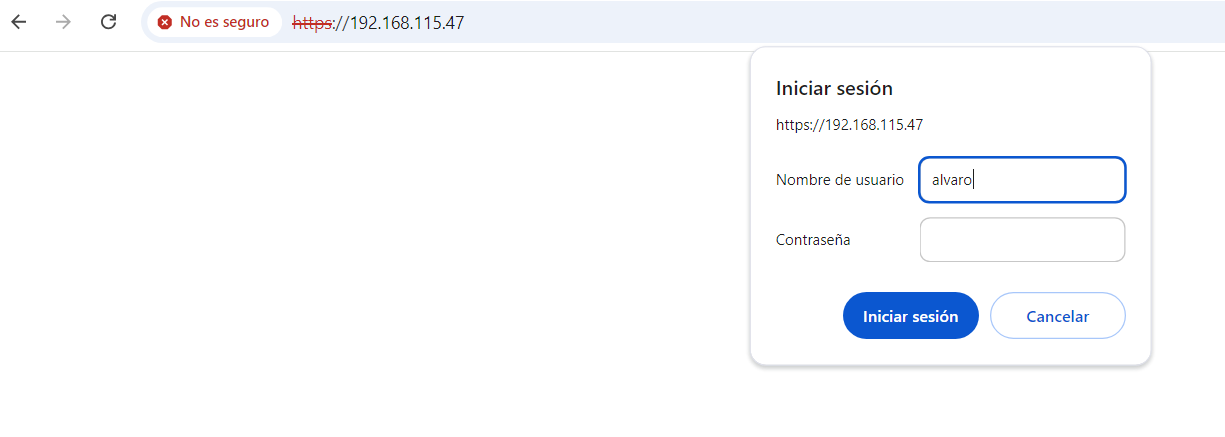 No es seguro https://192.168.115.47
Iniciar sesión
https://192.168.115.47
Nombre de usuario alvaro
Contraseña
Iniciar sesión Cancelar